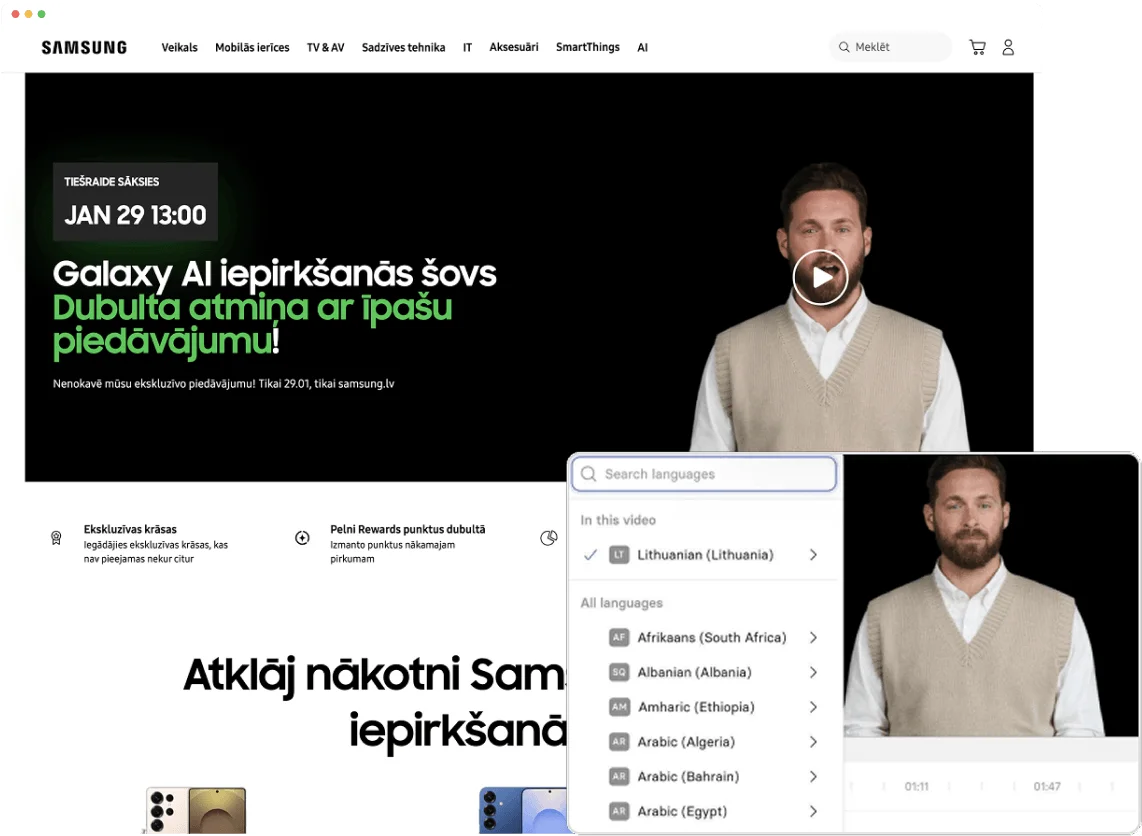 SAMSUNG
Veikals
Mobilās ierīces
TV & AV
Sadzīves tehnika
IT
Aksesuāri
SmartThings
AI
Meklēt
TIEŠRAIDE SĀKSIES
JAN 29 13:00
Galaxy AI iepirkšanās šovs
Dubulta atmiņa ar īpašu
piedāvājumu!
Nenokavē mūsu ekskluzīvo piedāvājumu! Tikai 29.01, tikai samsung.lv
Ekskluzīvas krāsas
Iegādājies ekskluzīvas krāsas, kas
nav pieejamas nekur citur
Pelni Rewards punktus dubultā
Izmanto punktus nākamajam
pirkumam
Atklāj nākotni Sams
iepirkšanā
Search languages
In this video
LT Lithuanian (Lithuania)
All languages
AF Afrikaans (South Africa)
SQ Albanian (Albania)
AM Amharic (Ethiopia)
AR Arabic (Algeria)
AR Arabic (Bahrain)
AR Arabic (Egypt)
01:11
01:47